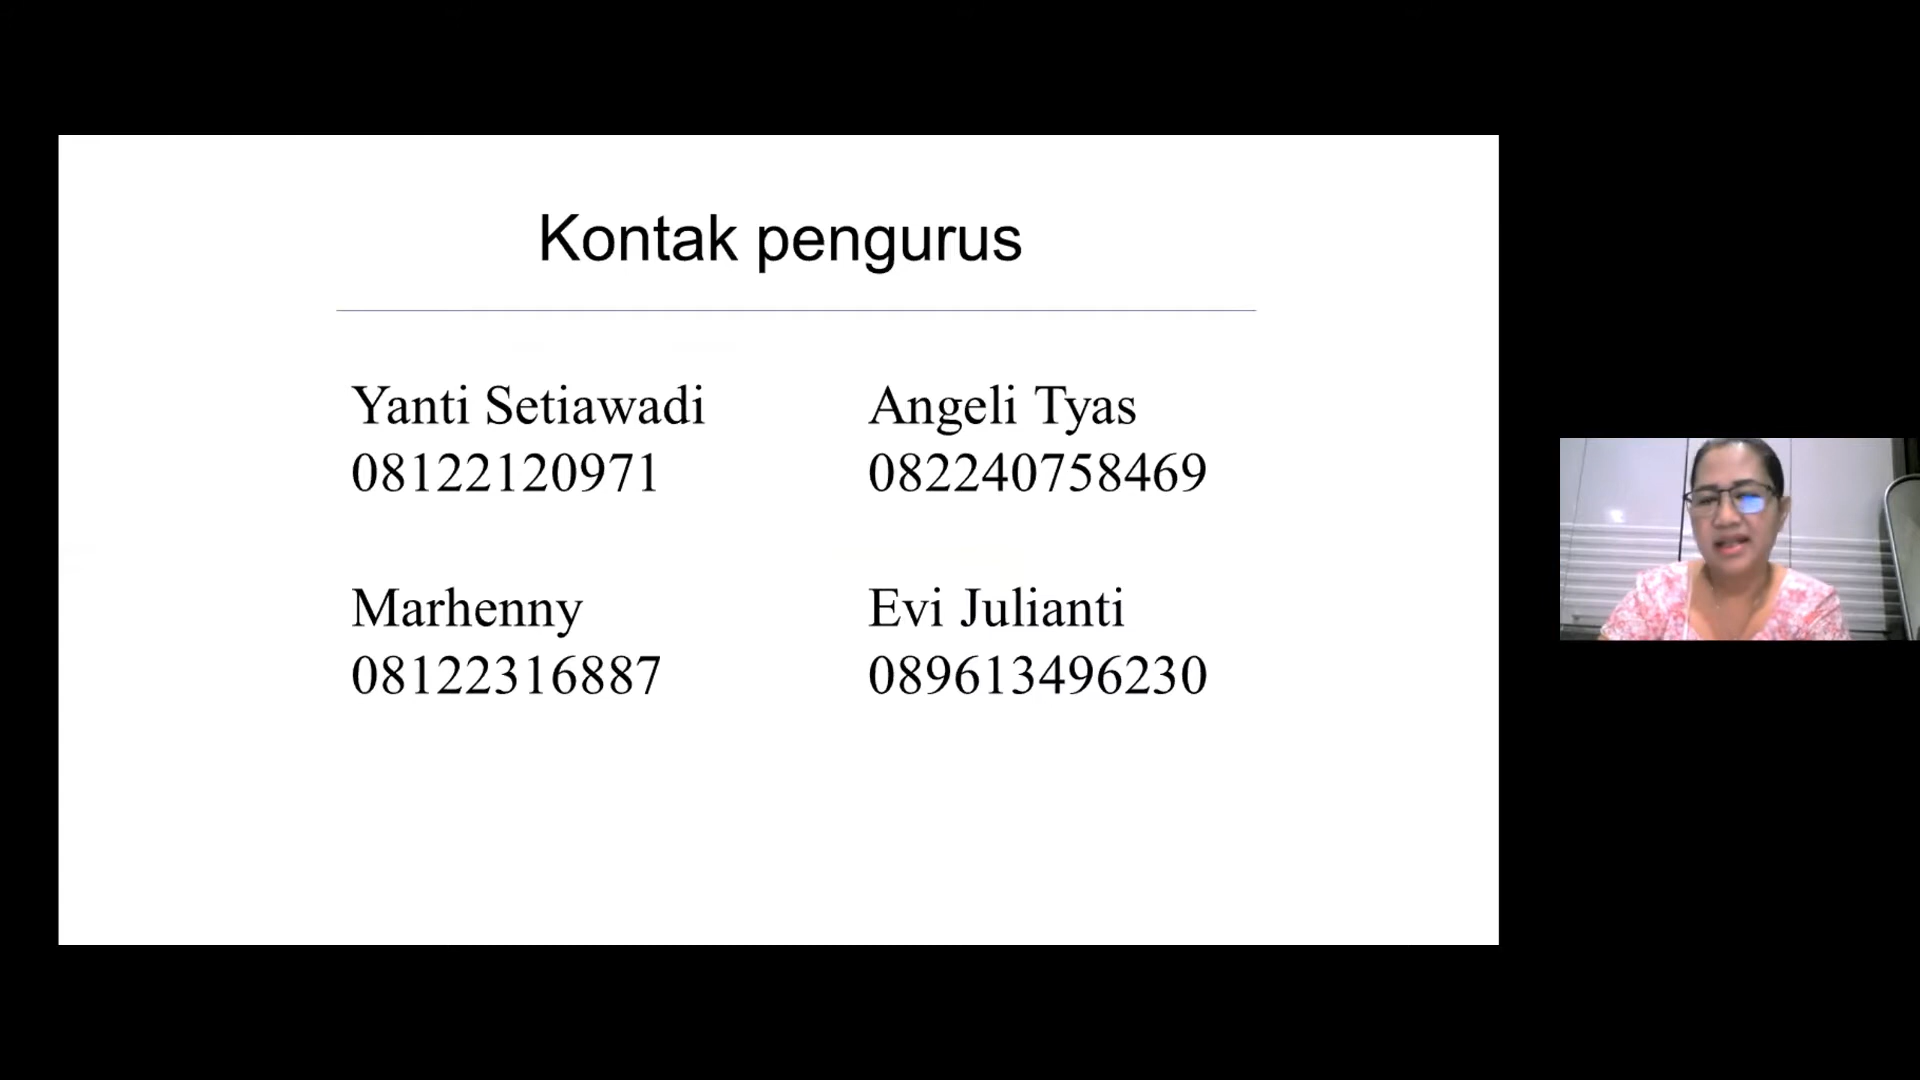 Kontak pengurus
Yanti Setiawadi
08122120971
Angeli Tyas
082240758469
Marhenny
08122316887
Evi Julianti
089613496230